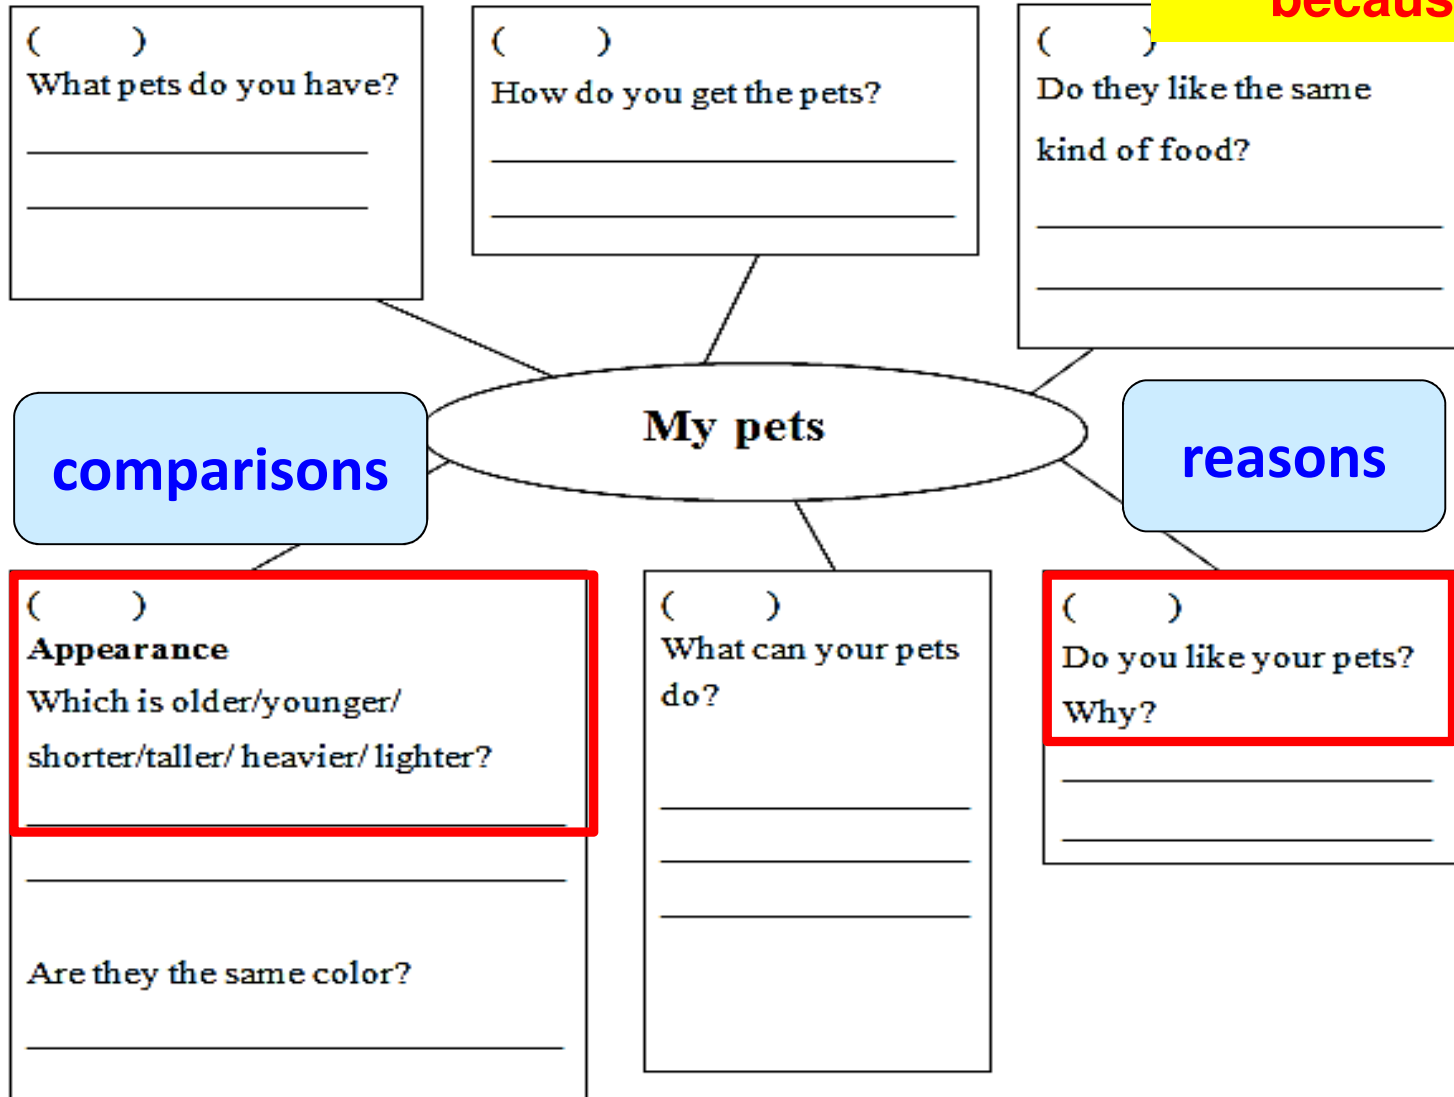 becaus
(       )
What pets do you have?
(       )
How do you get the pets?
(       )
Do they like the same
kind of food?
comparisons
My pets
reasons
(       )
Appearance
Which is older/younger/
shorter/taller/ heavier/ lighter?
Are they the same color?
(       )
What can your pets
do?
(       )
Do you like your pets?
Why?